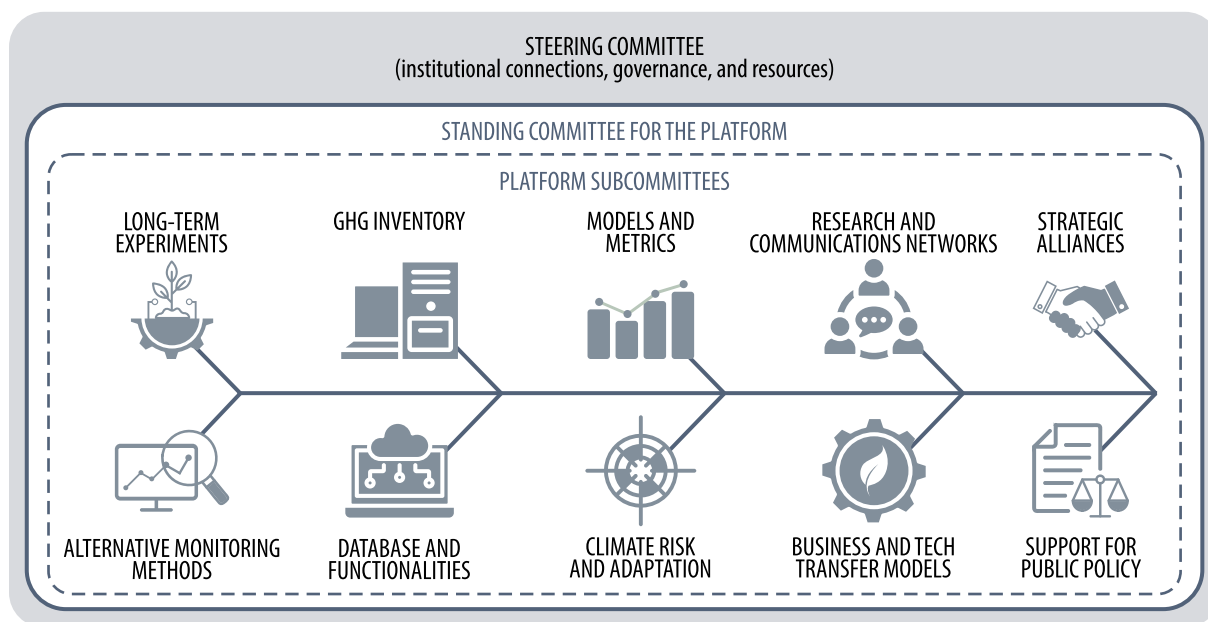 STEERING COMMITTEE
(institutional connections, governance, and resources)
STANDING COMMITTEE FOR THE PLATFORM
PLATFORM SUBCOMMITTEES
LONG-TERM
EXPERIMENTS
GHG INVENTORY
MODELS AND
METRICS
RESEARCH AND
COMMUNICATIONS NETWORKS
STRATEGIC
ALLIANCES
ALTERNATIVE MONITORING
METHODS
DATABASE AND
FUNCTIONALITIES
CLIMATE RISK
AND ADAPTATION
BUSINESS AND TECH
TRANSFER MODELS
SUPPORT FOR
PUBLIC POLICY